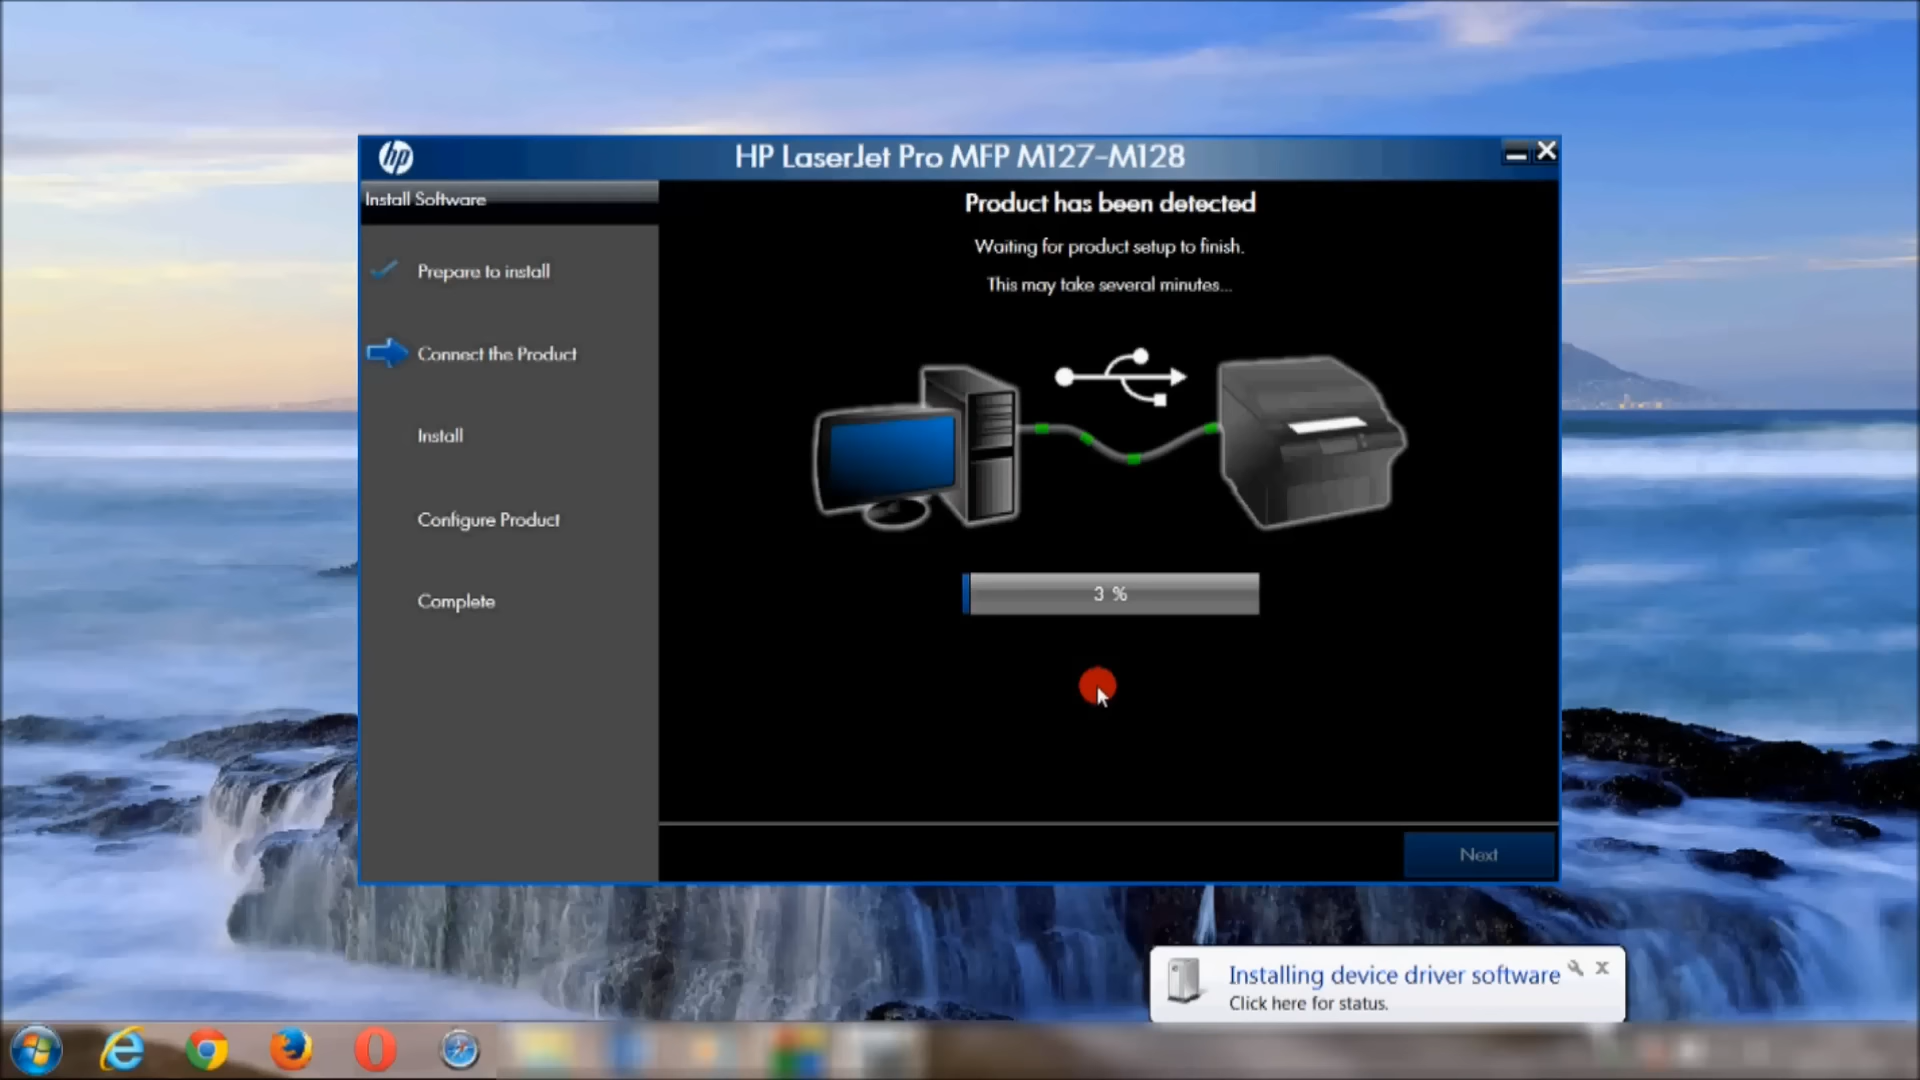 hp
HP LaserJet Pro MFP M127-M128
Install Software
Prepare to install
Connect the Product
Install
Configure Product
Complete
Product has been detected
Waiting for product setup to finish.
This may take several minutes...
3 %
Next
Installing device driver software
Click here for status.